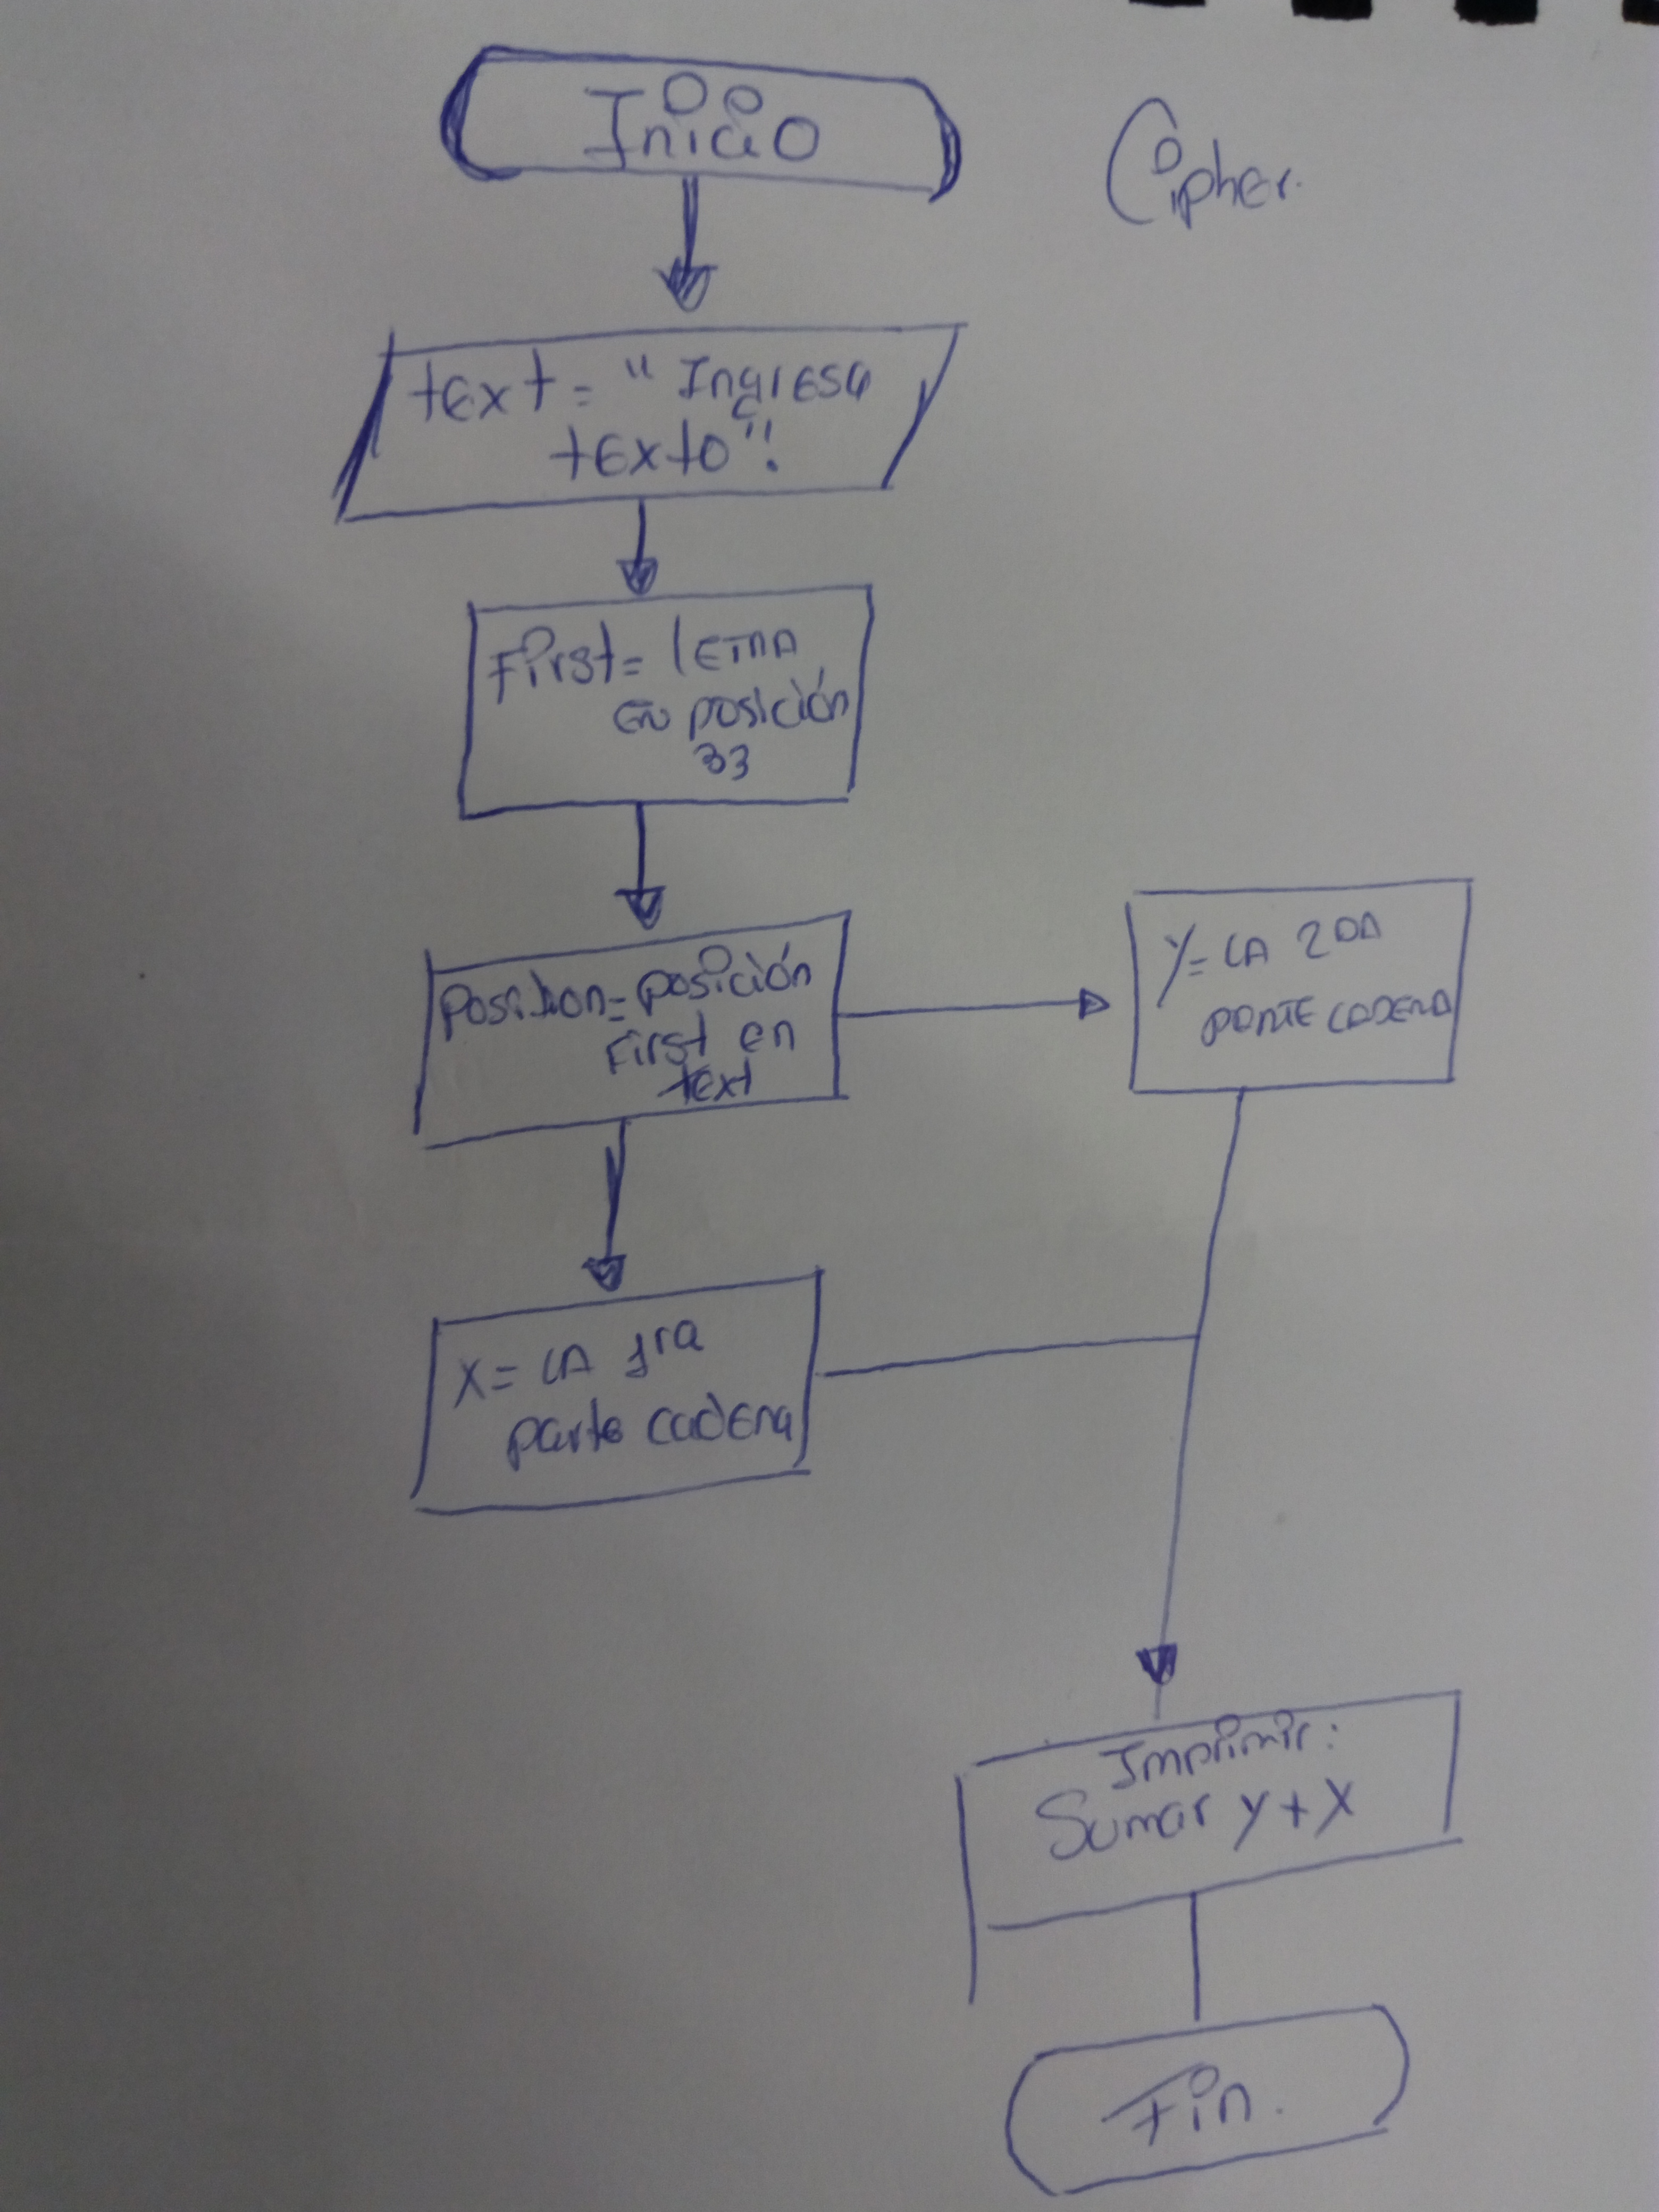 Inicio
Cipher.
text = "Ingresa
texto".
First = letra
en posición
33
Position = posición
First en
text
Y = LA 2DA
PARTE CADENA
X = LA 1ra
parte cadena
Imprimir:
Sumar Y + X
Fin.